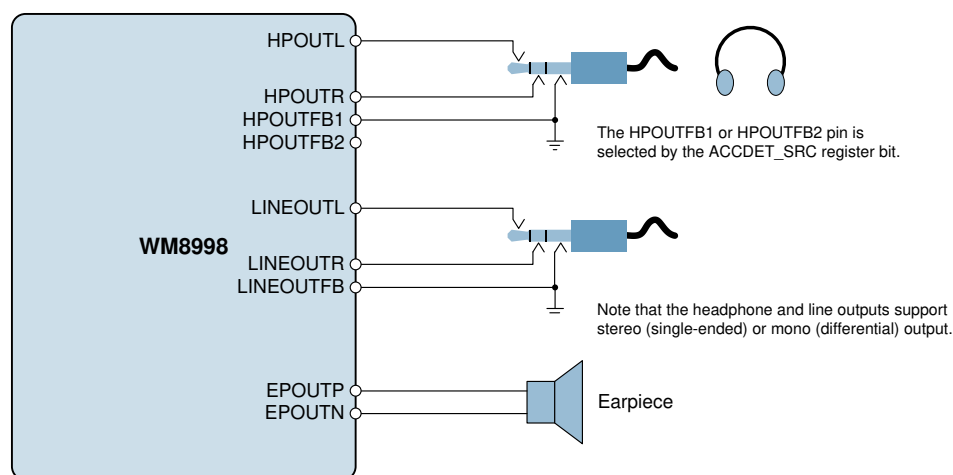 HPOUTL
HPOUTR
HPOUTFB1
HPOUTFB2
The HPOUTFB1 or HPOUTFB2 pin is
selected by the ACCDET_SRC register bit.
LINEOUTL
WM8998
LINEOUTR
LINEOUTFB
Note that the headphone and line outputs support
stereo (single-ended) or mono (differential) output.
EPOUTP
EPOUTN
Earpiece